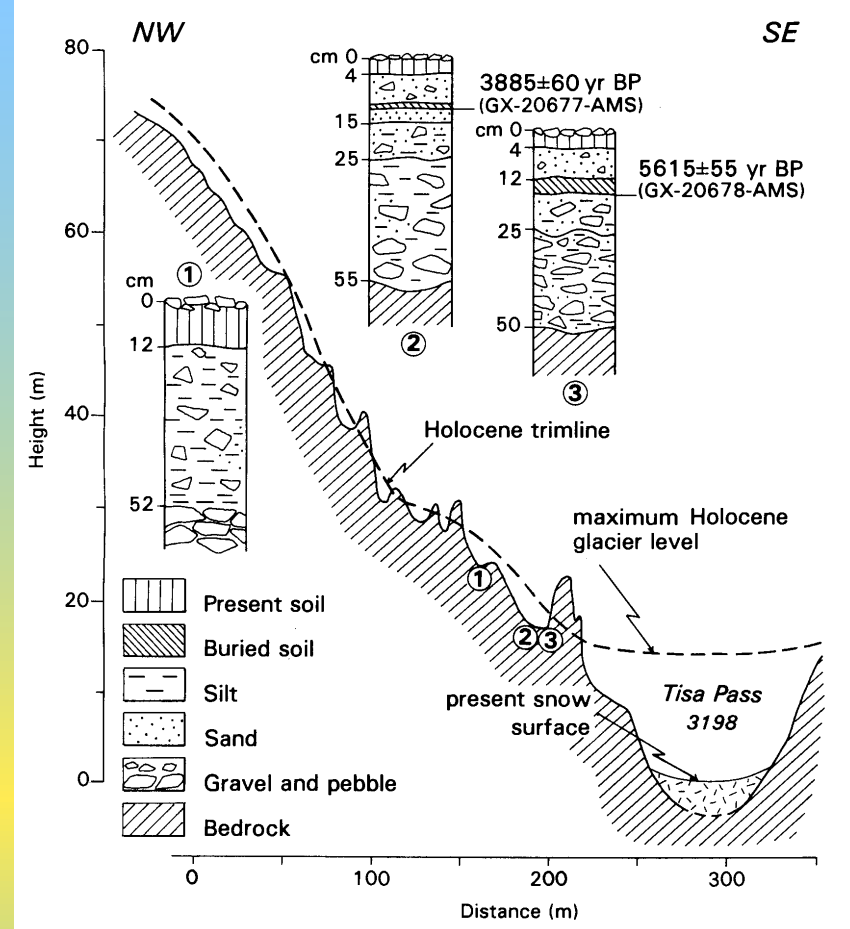 NW
SE
80
60
40
20
0
Height (m)
cm 0
4
15
25
55
②
3885±60 yr BP
(GX-20677-AMS)
cm 0
4
12
25
50
③
5615±55 yr BP
(GX-20678-AMS)
①
cm
0
12
52
Holocene trimline
maximum Holocene
glacier level
①
② ③
present snow
surface
Tisa Pass
3198
Present soil
Buried soil
Silt
Sand
Gravel and pebble
Bedrock
0 100 200 300
Distance (m)